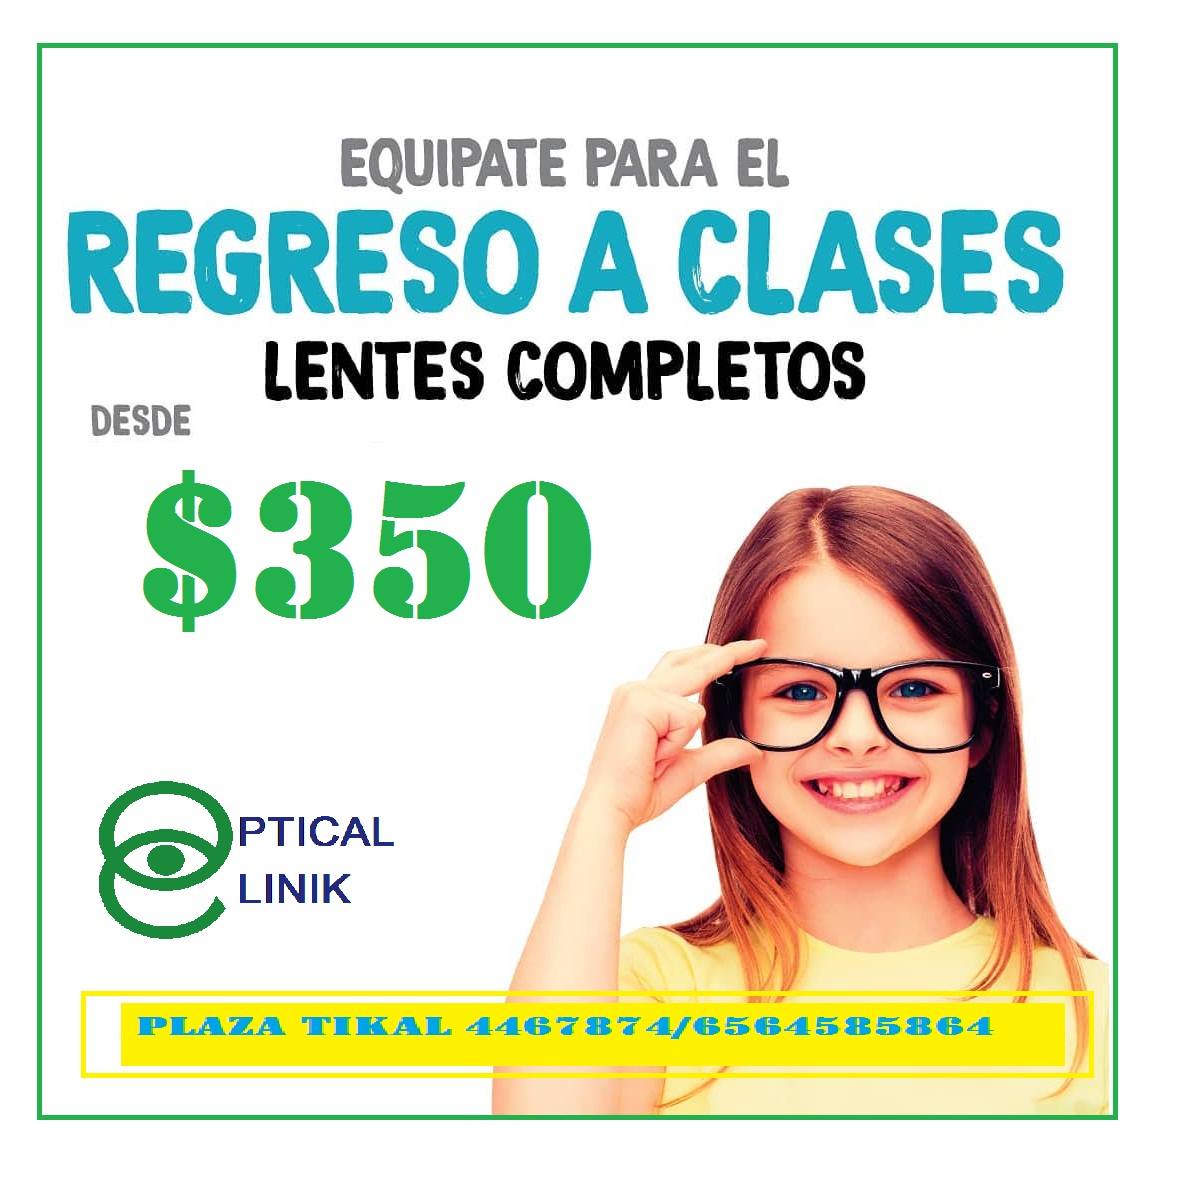 EQUIPATE PARA EL
REGRESO A CLASES
LENTES COMPLETOS
DESDE
$350
PTICAL
LINIK
PLAZA TIKAL 4467874/6564585864